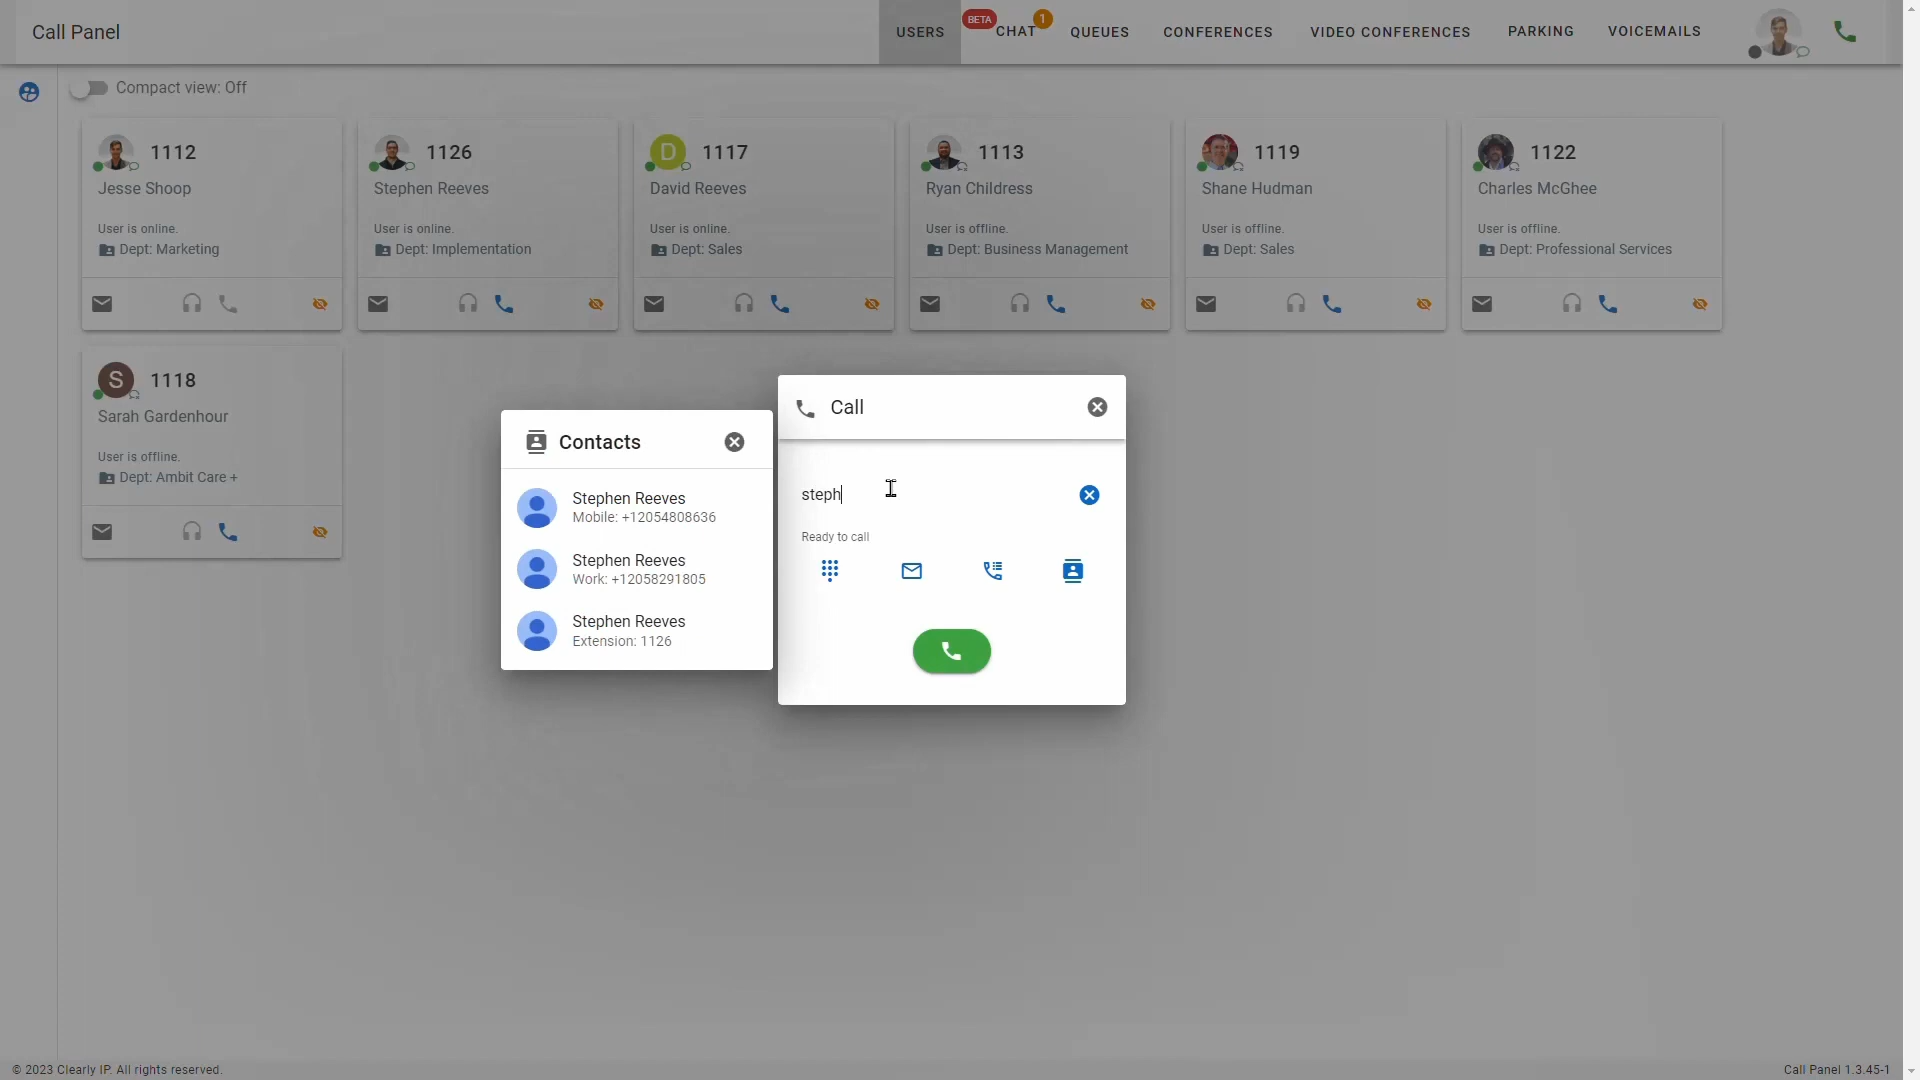 Call Panel
USERS
BETA
CHAT
1
QUEUES
CONFERENCES
VIDEO CONFERENCES
PARKING
VOICEMAILS
Compact view: Off
1112
Jesse Shoop
User is online.
Dept: Marketing
1126
Stephen Reeves
User is online.
Dept: Implementation
D
1117
David Reeves
User is online.
Dept: Sales
1113
Ryan Childress
User is offline.
Dept: Business Management
1119
Shane Hudman
User is offline.
Dept: Sales
1122
Charles McGhee
User is offline.
Dept: Professional Services
S
1118
Sarah Gardenhour
User is offline.
Dept: Ambit Care +
Contacts
Stephen Reeves
Mobile: +12054808636
Stephen Reeves
Work: +12058291805
Stephen Reeves
Extension: 1126
Call
steph
Ready to call
© 2023 Clearly IP. All rights reserved.
Call Panel 1.3.45-1